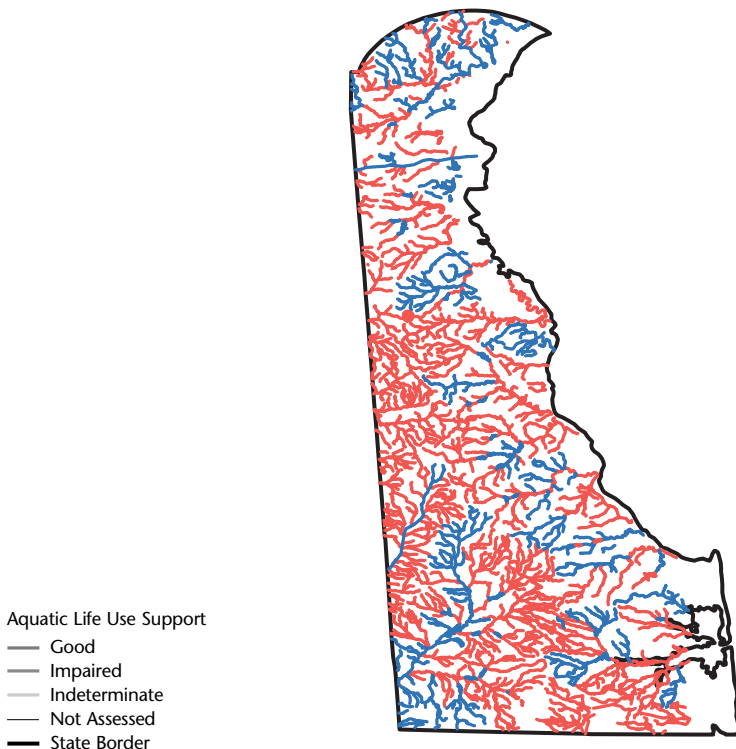 Aquatic Life Use Support
Good
Impaired
Indeterminate
Not Assessed
State Border